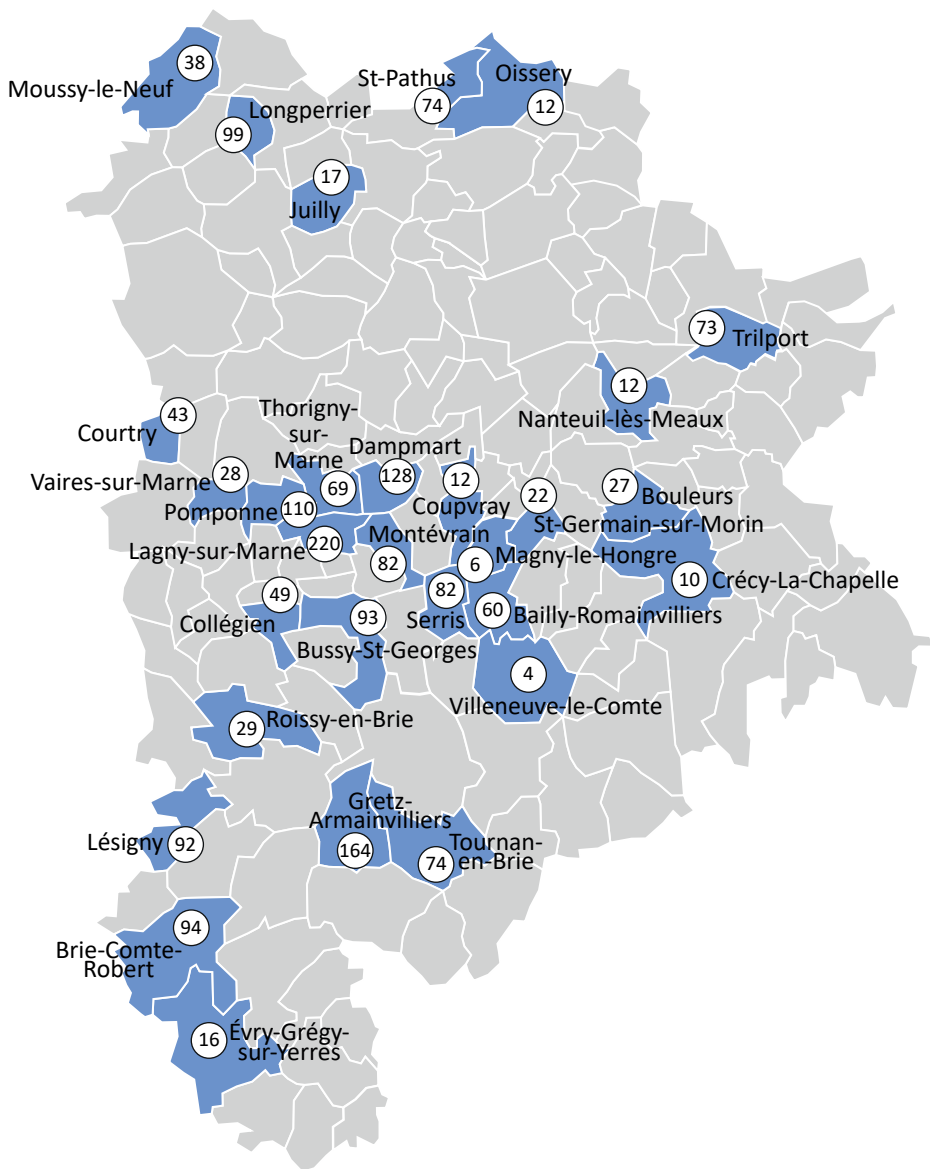 38
Moussy-le-Neuf
St-Pathus
74
Oissery
12
Longperrier
99
17
Juilly
73
Trilport
12
Nanteuil-lès-Meaux
43
Courtry
Thorigny-
sur-
Marne
69
Dampmart
128
28
Vaires-sur-Marne
Pomponne
110
12
Coupvray
22
St-Germain-sur-Morin
27
Bouleurs
Lagny-sur-Marne
220
Montévrain
82
Magny-le-Hongre
6
10
Crécy-La-Chapelle
49
Collégien
93
Bussy-St-Georges
82
Serris
60
Bailly-Romainvilliers
4
Villeneuve-le-Comte
29
Roissy-en-Brie
Lésigny
92
Gretz-
Armainvilliers
164
Tournan-
en-Brie
74
94
Brie-Comte-
Robert
16
Évry-Grégy-
sur-Yerres